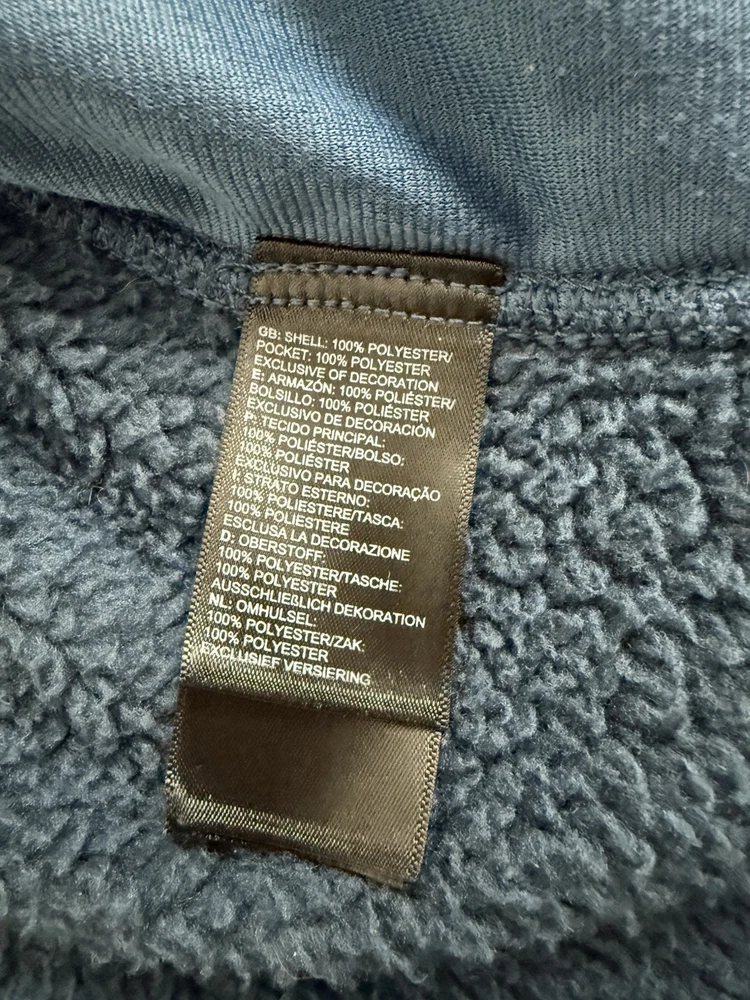 GB: SHELL: 100% POLYESTER/
POCKET: 100% POLYESTER
EXCLUSIVE OF DECORATION
E: ARMAZÓN: 100% POLIÉSTER/
BOLSILLO: 100% POLIÉSTER
EXCLUSIVO DE DECORACIÓN
P: TECIDO PRINCIPAL:
100% POLIÉSTER/BOLSO:
100% POLIÉSTER
EXCLUSIVO PARA DECORAÇÃO
I: STRATO ESTERNO:
100% POLIESTERE/TASCA:
100% POLIESTERE
ESCLUSA LA DECORAZIONE
D: OBERSTOFF:
100% POLYESTER/TASCHE:
100% POLYESTER
AUSSCHLIEßLICH DEKORATION
NL: OMHULSEL:
100% POLYESTER/ZAK:
100% POLYESTER
EXCLUSIEF VERSIERING